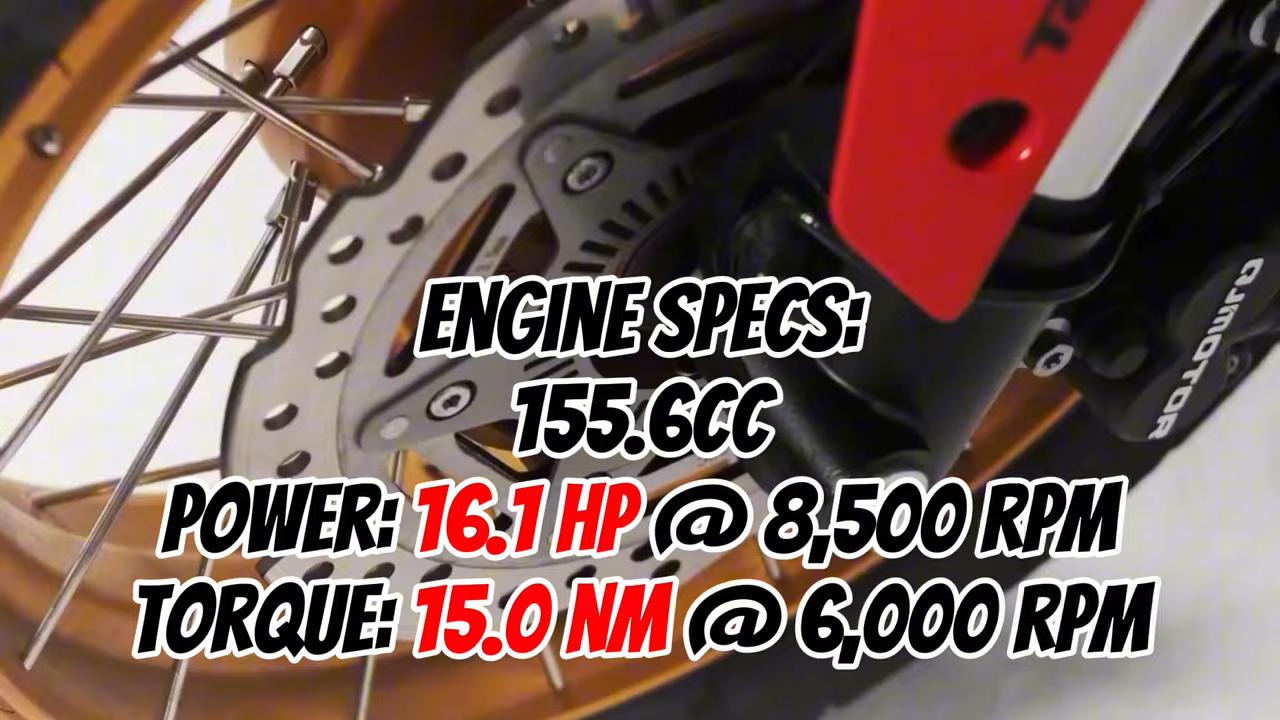 ENGINE SPECS:
155.6CC
POWER: 16.1 HP @ 8,500 RPM
TORQUE: 15.0 NM @ 6,000 RPM
QJMOTOR